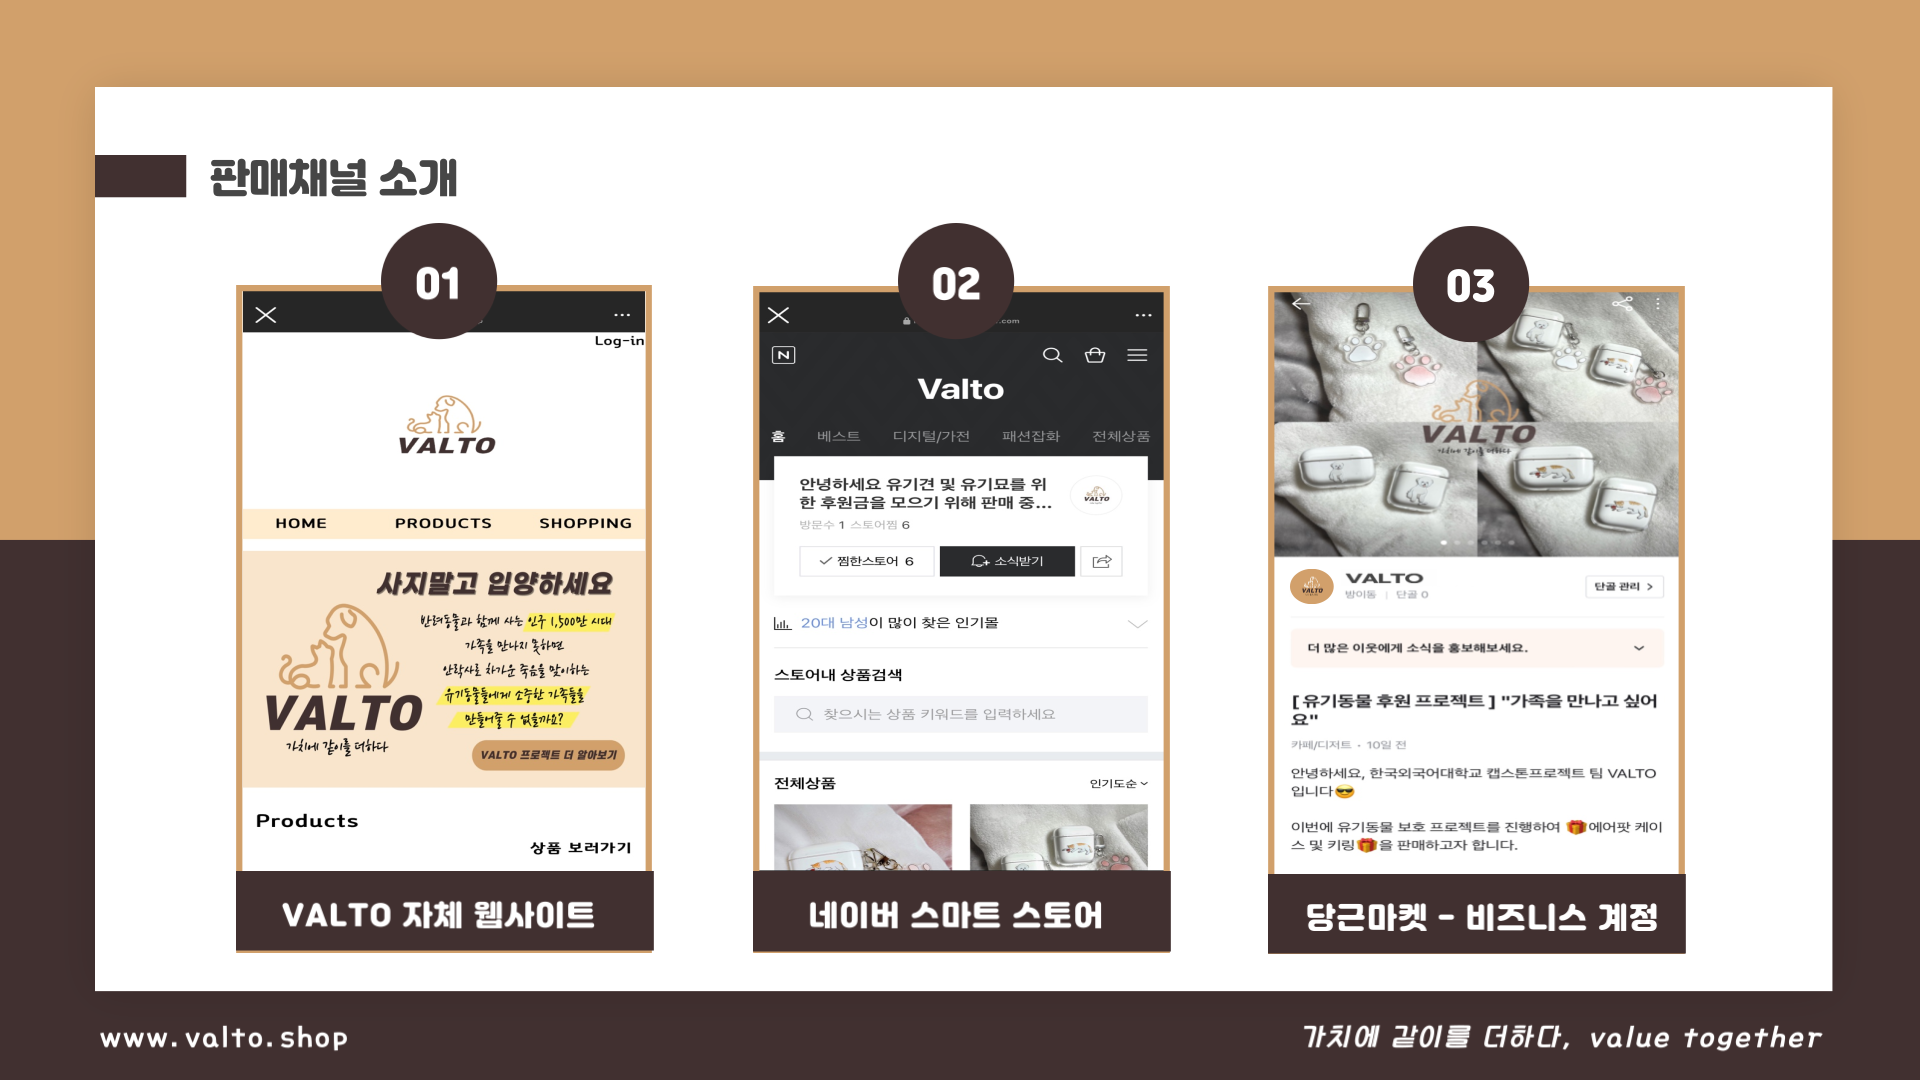 판매채널 소개
01
Log-in
VALTO
HOME PRODUCTS SHOPPING
사지말고 입양하세요
반려동물과 함께 사는 인구 1,500만 시대
가족을 만나지 못하면
안락사로 차가운 죽음을 맞이하는
유기동물들에게 소중한 가족들을
만들어줄 수 없을까요?
VALTO
가치에 같이를 더하다
VALTO 프로젝트 더 알아보기
Products
상품 보러가기
VALTO 자체 웹사이트
02
.com
N
Valto
홈 베스트 디지털/가전 패션잡화 전체상품
안녕하세요 유기견 및 유기묘를 위
한 후원금을 모으기 위해 판매 중...
VALTO
방문수 1 스토어찜 6
찜한스토어 6
소식받기
20대 남성이 많이 찾은 인기몰
스토어내 상품검색
찾으시는 상품 키워드를 입력하세요
전체상품
인기도순
네이버 스마트 스토어
03
VALTO
가치에 같이를 더하다
VALTO
VALTO
방이동 | 단골 0
단골 관리
더 많은 이웃에게 소식을 홍보해보세요.
[ 유기동물 후원 프로젝트 ] "가족을 만나고 싶어
요"
카페/디저트 · 10일 전
안녕하세요, 한국외국어대학교 캡스톤프로젝트 팀 VALTO
입니다😎
이번에 유기동물 보호 프로젝트를 진행하여 🎁에어팟 케이
스 및 키링🎁을 판매하고자 합니다.
당근마켓 - 비즈니스 계정
www.valto.shop
가치에 같이를 더하다, value together